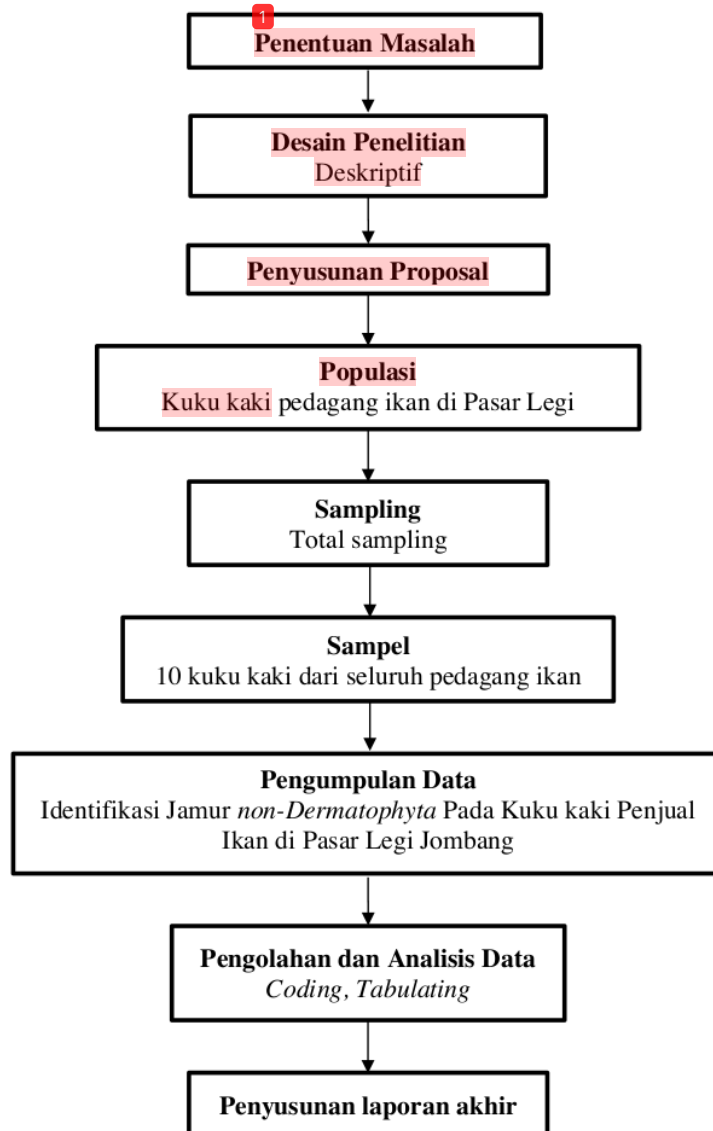 1
Penentuan Masalah
Desain Penelitian
Deskriptif
Penyusunan Proposal
Populasi
Kuku kaki pedagang ikan di Pasar Legi
Sampling
Total sampling
Sampel
10 kuku kaki dari seluruh pedagang ikan
Pengumpulan Data
Identifikasi Jamur non-Dermatophyta Pada Kuku kaki Penjual
Ikan di Pasar Legi Jombang
Pengolahan dan Analisis Data
Coding, Tabulating
Penyusunan laporan akhir